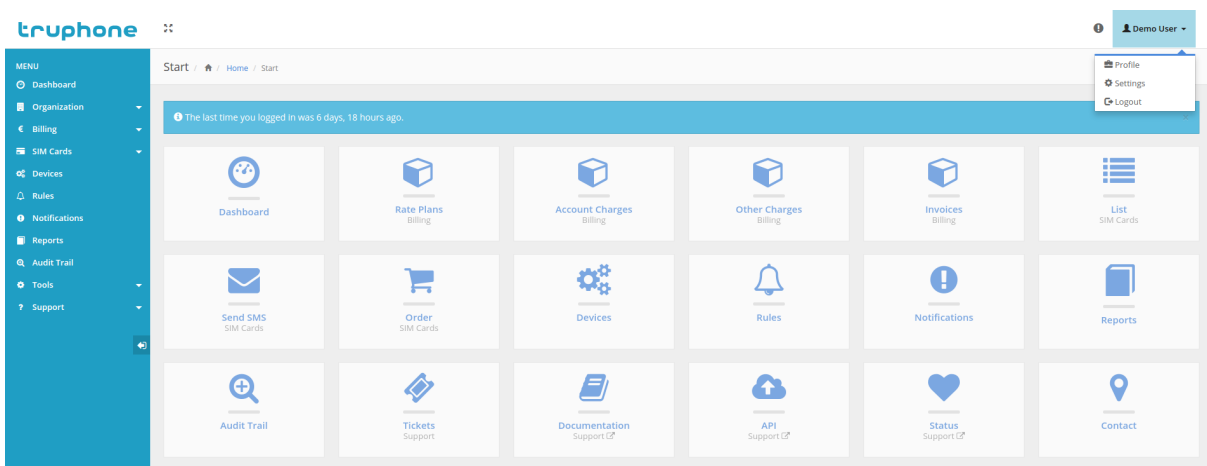 truphone
Demo User
MENU
Dashboard
Organization
Billing
SIM Cards
Devices
Rules
Notifications
Reports
Audit Trail
Tools
Support
Start / Home / Start
Profile
Settings
Logout
The last time you logged in was 6 days, 18 hours ago.
Dashboard
Rate Plans
Billing
Account Charges
Billing
Other Charges
Billing
Invoices
Billing
List
SIM Cards
Send SMS
SIM Cards
Order
SIM Cards
Devices
Rules
Notifications
Reports
Audit Trail
Tickets
Support
Documentation
Support
API
Support
Status
Support
Contact